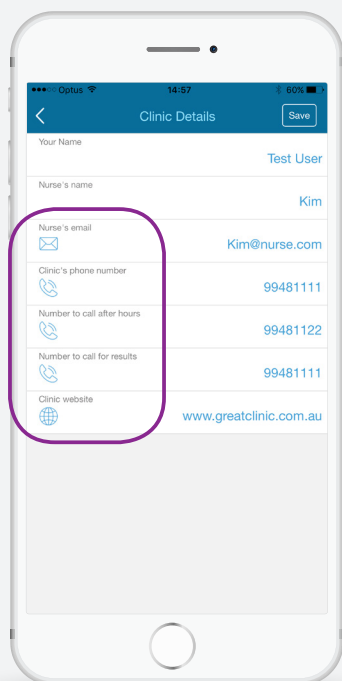 Optus 14:57 60%
Clinic Details Save
Your Name
Test User
Nurse's name
Kim
Nurse's email
Kim@nurse.com
Clinic's phone number
99481111
Number to call after hours
99481122
Number to call for results
99481111
Clinic website
www.greatclinic.com.au